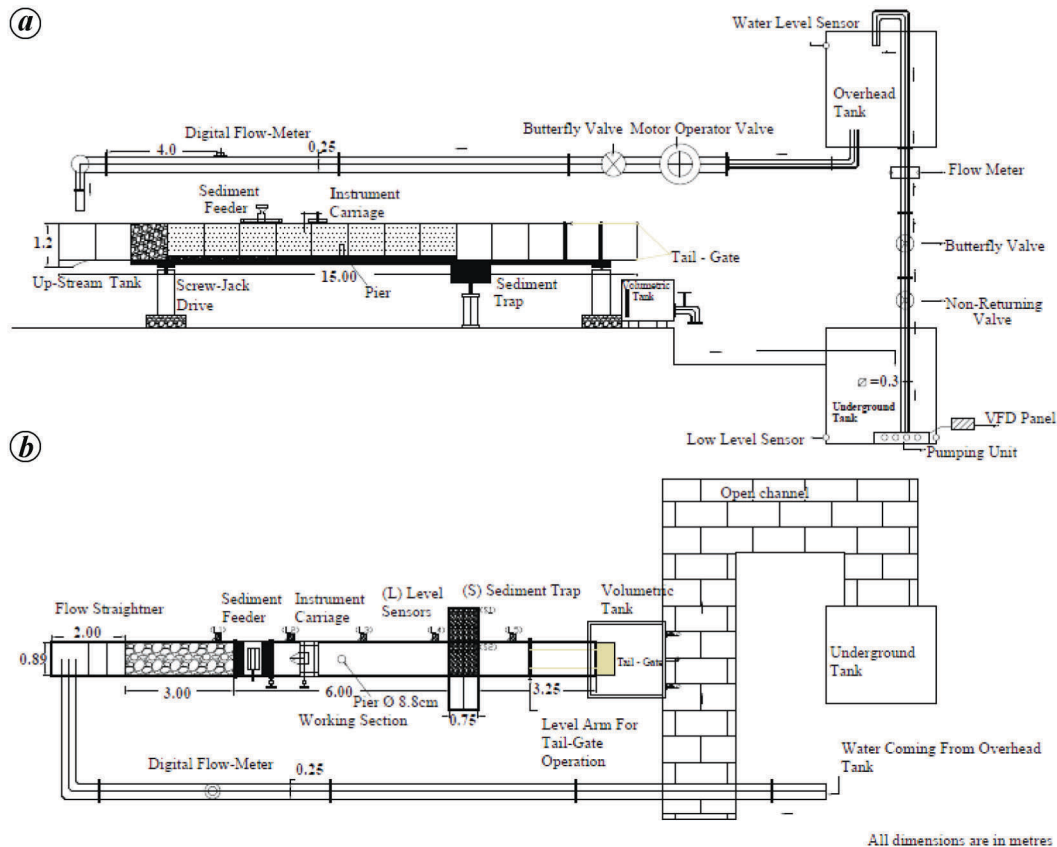 a
Water Level Sensor
Overhead
Tank
Digital Flow-Meter
Butterfly Valve
Motor Operator Valve
4.0
0.25
Flow Meter
Sediment
Feeder
Instrument
Carriage
1.2
Tail - Gate
Butterfly Valve
Up-Stream Tank
15.00
Screw-Jack
Drive
Pier
Sediment
Trap
Volumetric
Tank
Non-Returning
Valve
∅ =0.3
Underground
Tank
VFD Panel
Low Level Sensor
Pumping Unit
b
Open channel
Flow Straightner
Sediment
Feeder
Instrument
Carriage
(L) Level
Sensors
(S) Sediment Trap
Volumetric
Tank
2.00
(S1)
(S2)
0.89
Tail - Gate
Underground
Tank
3.00
6.00
3.25
Pier Ø 8.8cm
Working Section
0.75
Level Arm For
Tail-Gate
Operation
Digital Flow-Meter
0.25
Water Coming From Overhead
Tank
All dimensions are in metres